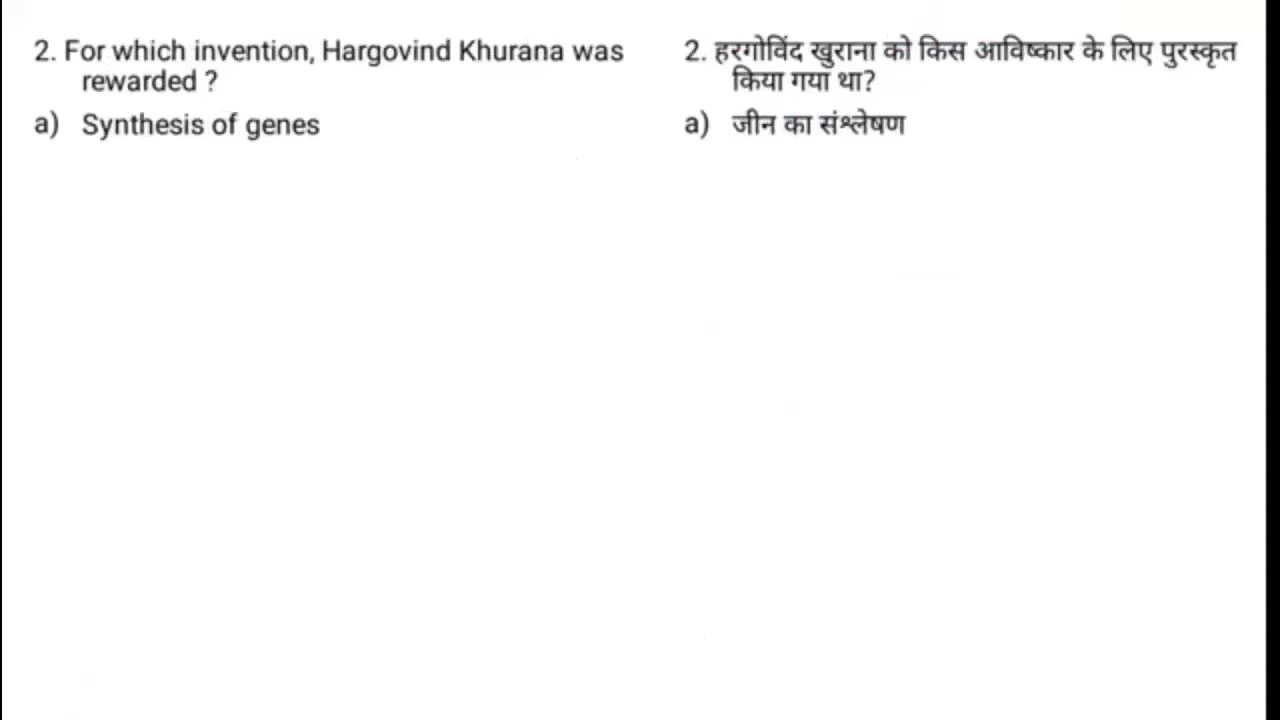 2. For which invention, Hargovind Khurana was
rewarded ?
a) Synthesis of genes
2. हरगोविंद खुराना को किस आविष्कार के लिए पुरस्कृत
किया गया था?
a) जीन का संश्लेषण